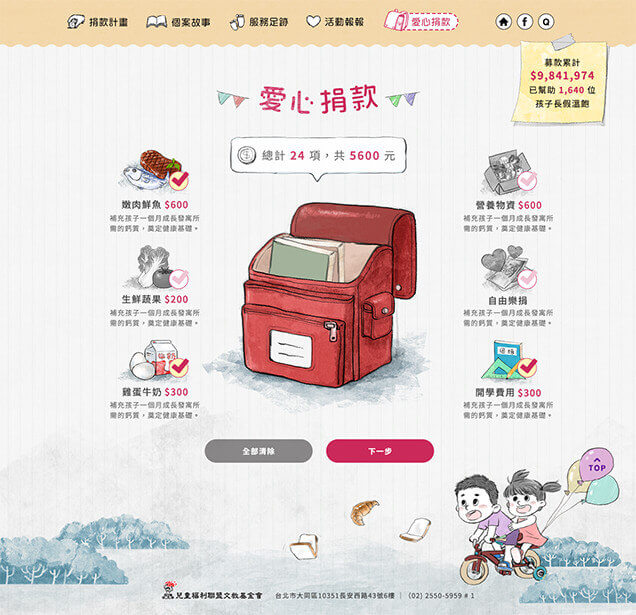 捐款計畫
個案故事
服務足跡
活動報報
愛心捐款
募款累計
$9,841,974
已幫助 1,640 位
孩子長假溫飽
愛心捐款
總計 24 項，共 5600 元
嫩肉鮮魚 $600
補充孩子一個月成長發寓所
需的鈣質，奠定健康基礎。
營養物資 $600
補充孩子一個月成長發寓所
需的鈣質，奠定健康基礎。
生鮮蔬果 $200
補充孩子一個月成長發寓所
需的鈣質，奠定健康基礎。
自由樂捐
補充孩子一個月成長發寓所
需的鈣質，奠定健康基礎。
雞蛋牛奶 $300
補充孩子一個月成長發寓所
需的鈣質，奠定健康基礎。
開學費用 $300
補充孩子一個月成長發寓所
需的鈣質，奠定健康基礎。
全部清除
下一步
TOP
兒童福利聯盟文教基金會
台北市大同區10351長安西路43號6樓 | (02) 2550-5959 # 1